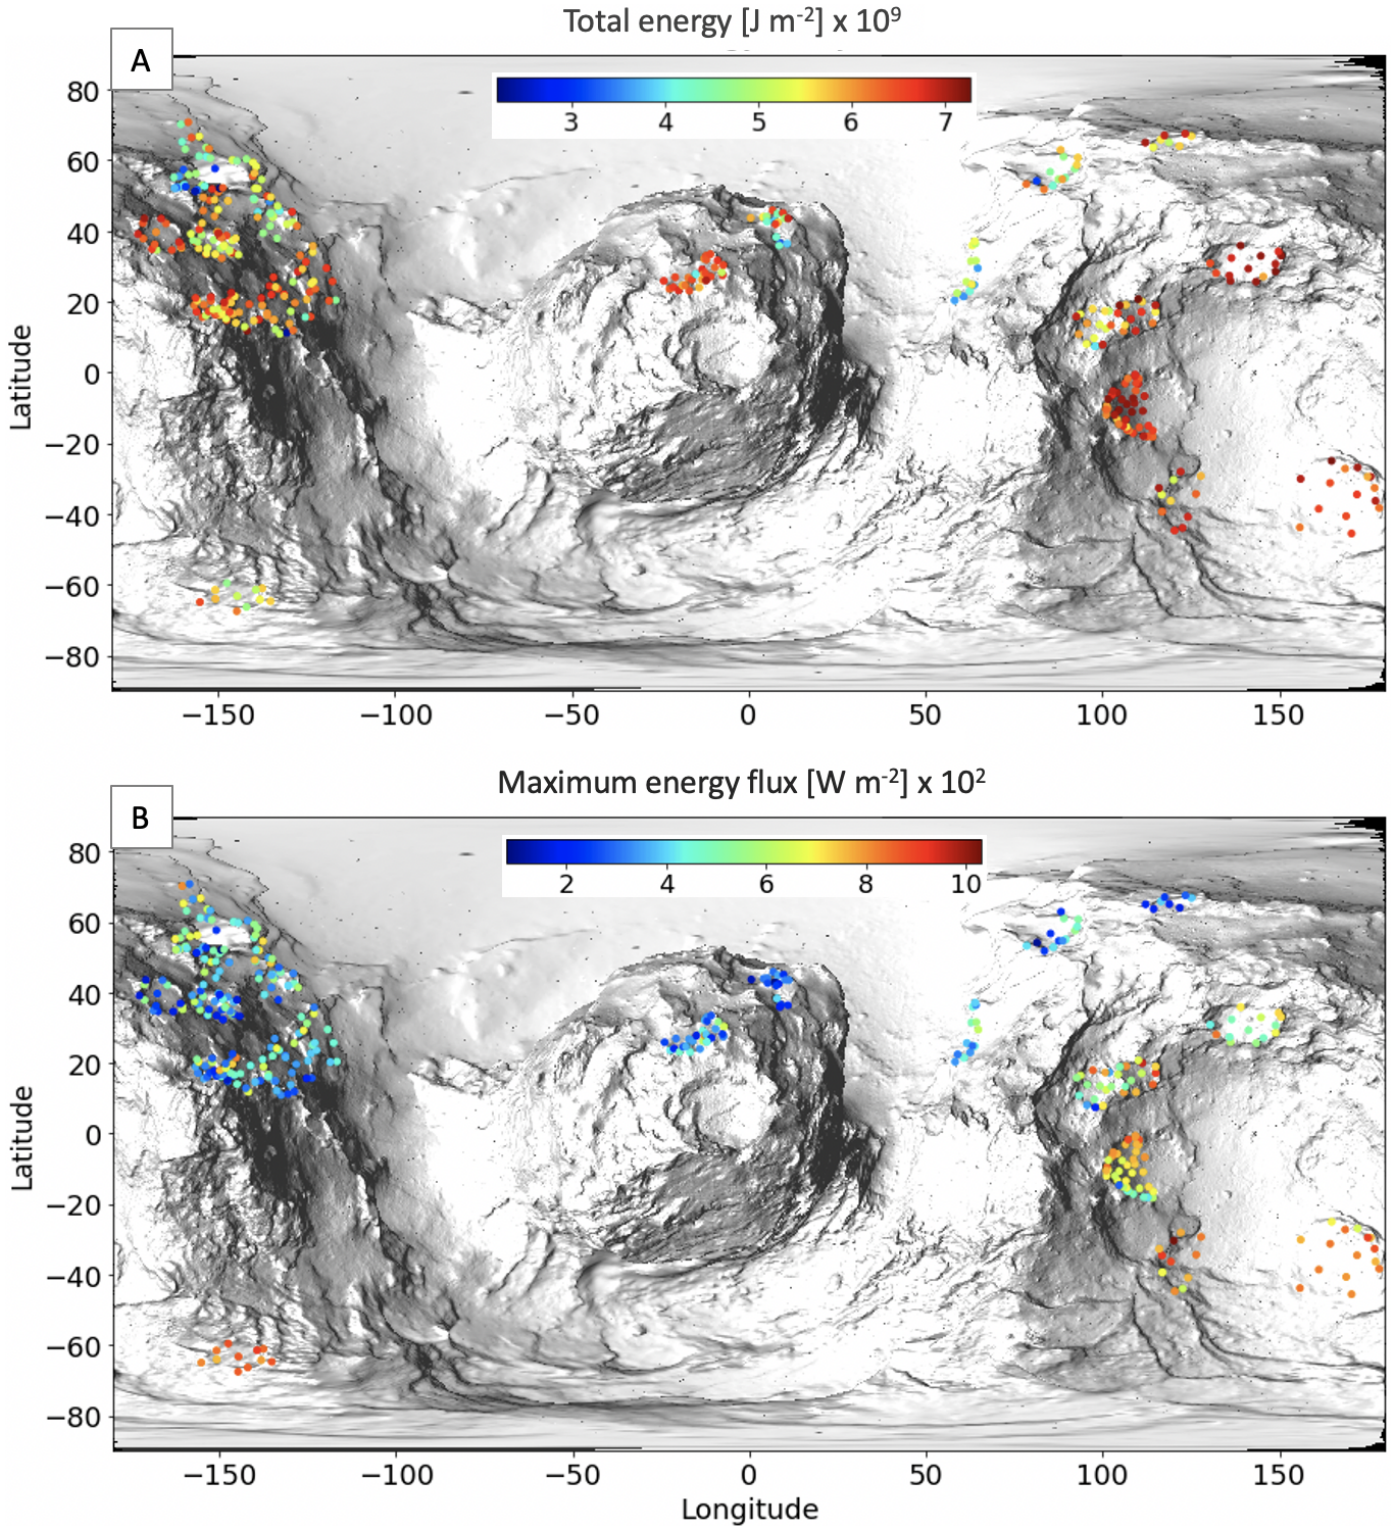 Total energy [J m-2] x 10⁹
A
3 4 5 6 7
80
60
40
20
0
−20
−40
−60
−80
Latitude
−150 −100 −50 0 50 100 150
Maximum energy flux [W m-2] x 10²
B
2 4 6 8 10
80
60
40
20
0
−20
−40
−60
−80
Latitude
−150 −100 −50 0 50 100 150
Longitude